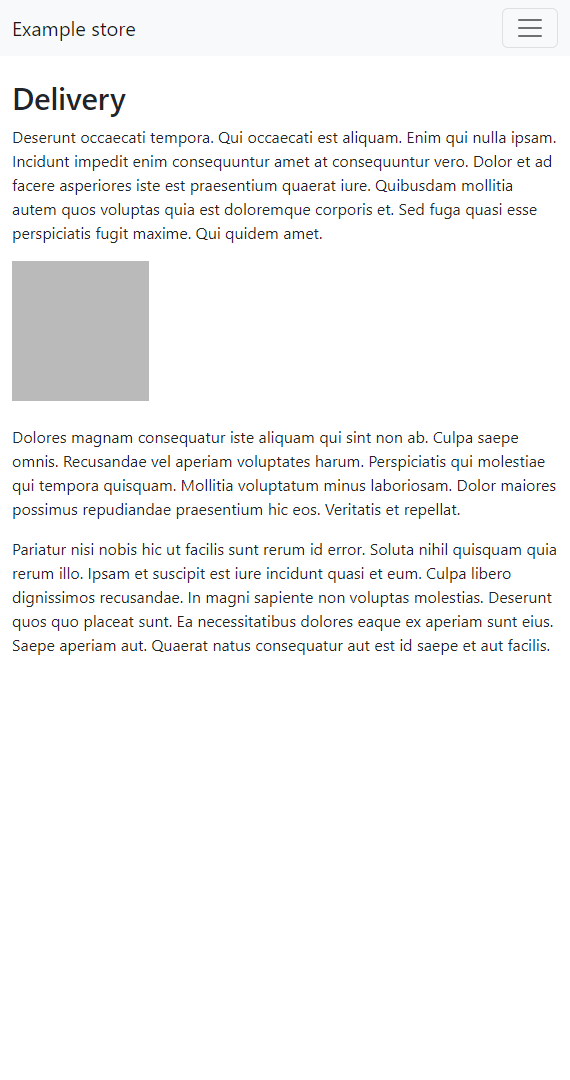 Example store
Delivery
Deserunt occaecati tempora. Qui occaecati est aliquam. Enim qui nulla ipsam.
Incidunt impedit enim consequuntur amet at consequuntur vero. Dolor et ad
facere asperiores iste est praesentium quaerat iure. Quibusdam mollitia
autem quos voluptas quia est doloremque corporis et. Sed fuga quasi esse
perspiciatis fugit maxime. Qui quidem amet.
Dolores magnam consequatur iste aliquam qui sint non ab. Culpa saepe
omnis. Recusandae vel aperiam voluptates harum. Perspiciatis qui molestiae
qui tempora quisquam. Mollitia voluptatum minus laboriosam. Dolor maiores
possimus repudiandae praesentium hic eos. Veritatis et repellat.
Pariatur nisi nobis hic ut facilis sunt rerum id error. Soluta nihil quisquam quia
rerum illo. Ipsam et suscipit est iure incidunt quasi et eum. Culpa libero
dignissimos recusandae. In magni sapiente non voluptas molestias. Deserunt
quos quo placeat sunt. Ea necessitatibus dolores eaque ex aperiam sunt eius.
Saepe aperiam aut. Quaerat natus consequatur aut est id saepe et aut facilis.